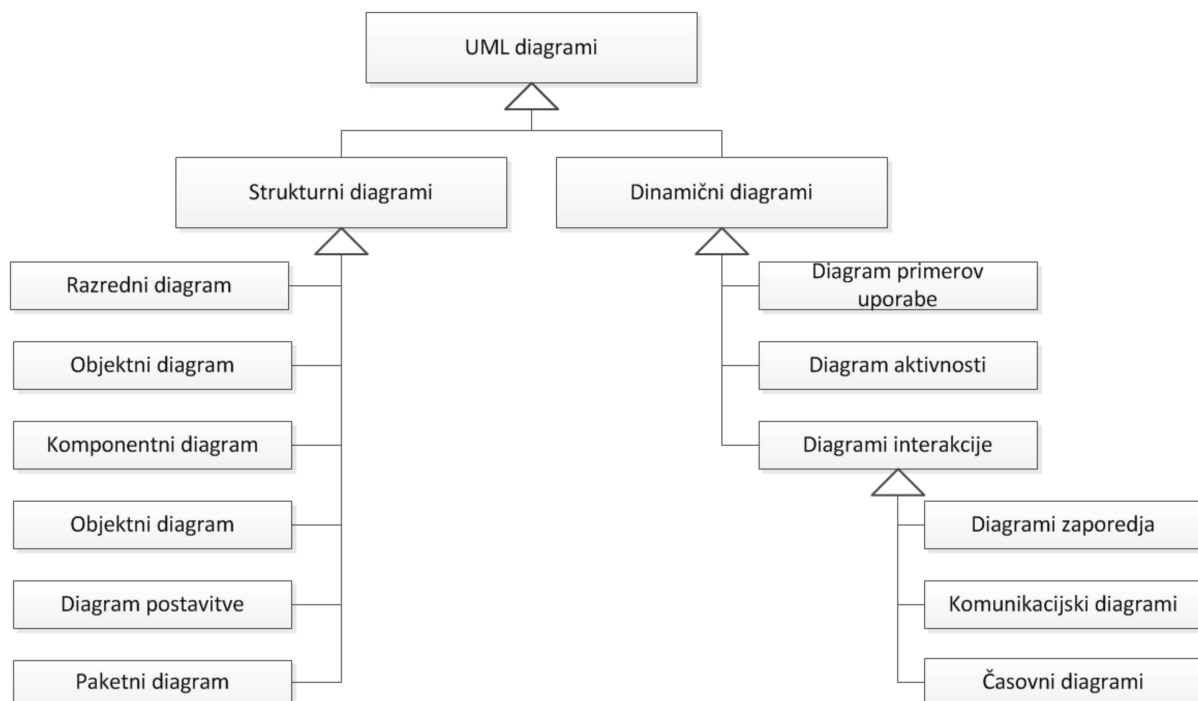 UML diagrami
Strukturni diagrami
Dinamični diagrami
Razredni diagram
Objektni diagram
Komponentni diagram
Objektni diagram
Diagram postavitve
Paketni diagram
Diagram primerov
uporabe
Diagram aktivnosti
Diagrami interakcije
Diagrami zaporedja
Komunikacijski diagrami
Časovni diagrami